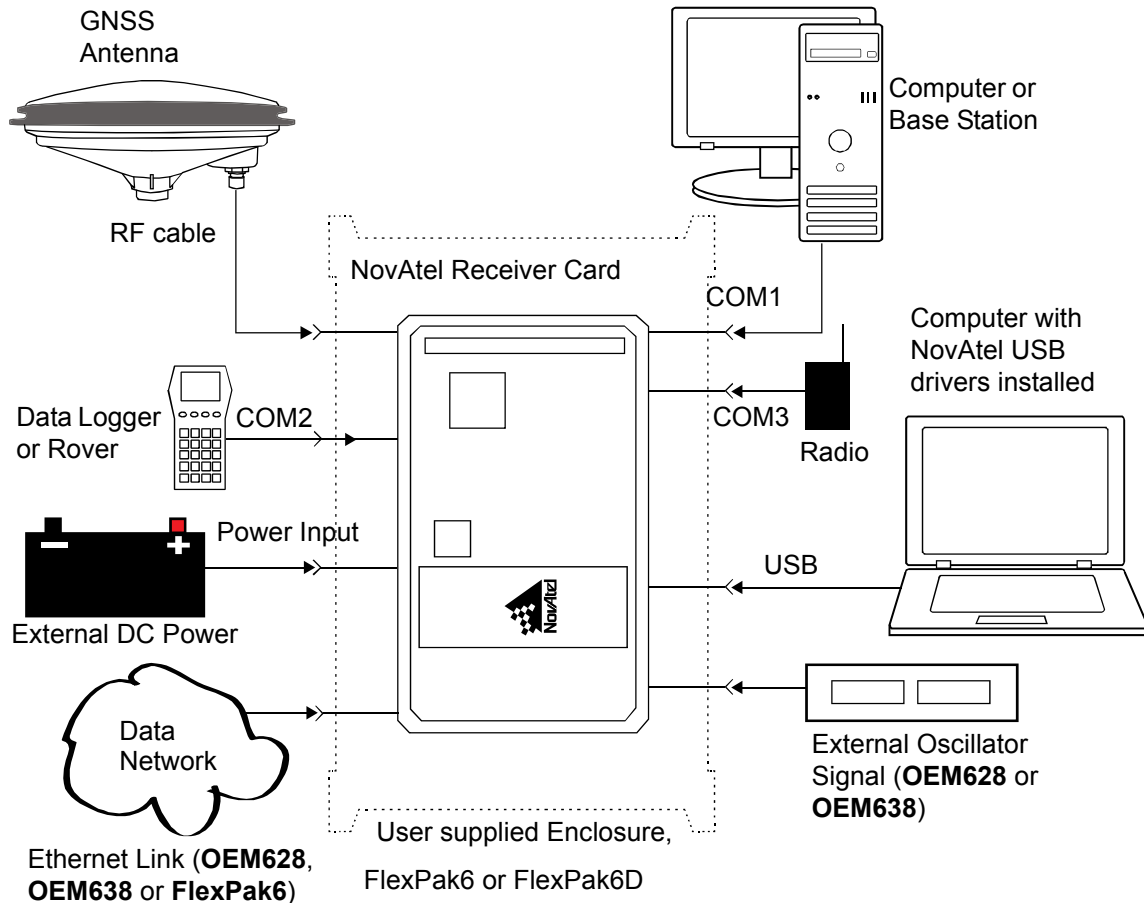 GNSS
Antenna
Computer or
Base Station
RF cable
NovAtel Receiver Card
COM1
Computer with
NovAtel USB
drivers installed
Data Logger
or Rover
COM2
COM3
Radio
Power Input
USB
NovAtel
External DC Power
Data
Network
External Oscillator
Signal (OEM628 or
OEM638)
User supplied Enclosure,
FlexPak6 or FlexPak6D
Ethernet Link (OEM628,
OEM638 or FlexPak6)